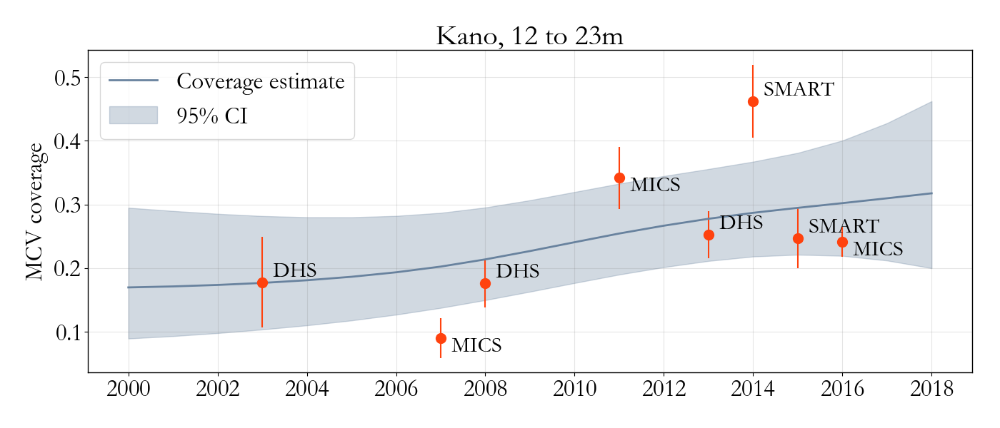 Kano, 12 to 23m
Coverage estimate
95% CI
MCV coverage
0.5
0.4
0.3
0.2
0.1
SMART
MICS
DHS
SMART
MICS
DHS
DHS
MICS
2000 2002 2004 2006 2008 2010 2012 2014 2016 2018